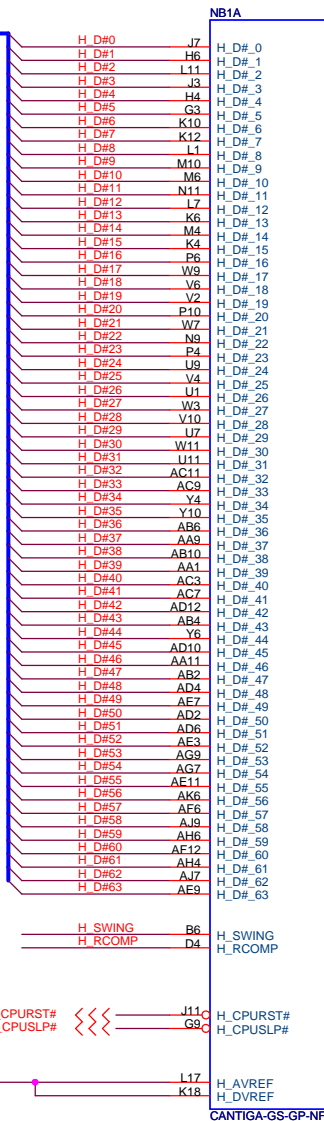 NB1A
H_D#0 J7 H_D#_0
H_D#1 H6 H_D#_1
H_D#2 L11 H_D#_2
H_D#3 J3 H_D#_3
H_D#4 H4 H_D#_4
H_D#5 G3 H_D#_5
H_D#6 K10 H_D#_6
H_D#7 K12 H_D#_7
H_D#8 L1 H_D#_8
H_D#9 M10 H_D#_9
H_D#10 M6 H_D#_10
H_D#11 N11 H_D#_11
H_D#12 L7 H_D#_12
H_D#13 K6 H_D#_13
H_D#14 M4 H_D#_14
H_D#15 K4 H_D#_15
H_D#16 P6 H_D#_16
H_D#17 W9 H_D#_17
H_D#18 V6 H_D#_18
H_D#19 V2 H_D#_19
H_D#20 P10 H_D#_20
H_D#21 W7 H_D#_21
H_D#22 N9 H_D#_22
H_D#23 P4 H_D#_23
H_D#24 U9 H_D#_24
H_D#25 V4 H_D#_25
H_D#26 U1 H_D#_26
H_D#27 W3 H_D#_27
H_D#28 V10 H_D#_28
H_D#29 U7 H_D#_29
H_D#30 W11 H_D#_30
H_D#31 U11 H_D#_31
H_D#32 AC11 H_D#_32
H_D#33 AC9 H_D#_33
H_D#34 Y4 H_D#_34
H_D#35 Y10 H_D#_35
H_D#36 AB6 H_D#_36
H_D#37 AA9 H_D#_37
H_D#38 AB10 H_D#_38
H_D#39 AA1 H_D#_39
H_D#40 AC3 H_D#_40
H_D#41 AC7 H_D#_41
H_D#42 AD12 H_D#_42
H_D#43 AB4 H_D#_43
H_D#44 Y6 H_D#_44
H_D#45 AD10 H_D#_45
H_D#46 AA11 H_D#_46
H_D#47 AB2 H_D#_47
H_D#48 AD4 H_D#_48
H_D#49 AE7 H_D#_49
H_D#50 AD2 H_D#_50
H_D#51 AD6 H_D#_51
H_D#52 AE3 H_D#_52
H_D#53 AG9 H_D#_53
H_D#54 AG7 H_D#_54
H_D#55 AE11 H_D#_55
H_D#56 AK6 H_D#_56
H_D#57 AF6 H_D#_57
H_D#58 AJ9 H_D#_58
H_D#59 AH6 H_D#_59
H_D#60 AF12 H_D#_60
H_D#61 AH4 H_D#_61
H_D#62 AJ7 H_D#_62
H_D#63 AE9 H_D#_63
H_SWING B6 H_SWING
H_RCOMP D4 H_RCOMP
CPURST# J11 H_CPURST#
CPUSLP# G9 H_CPUSLP#
L17 H_AVREF
K18 H_DVREF
CANTIGA-GS-GP-NF